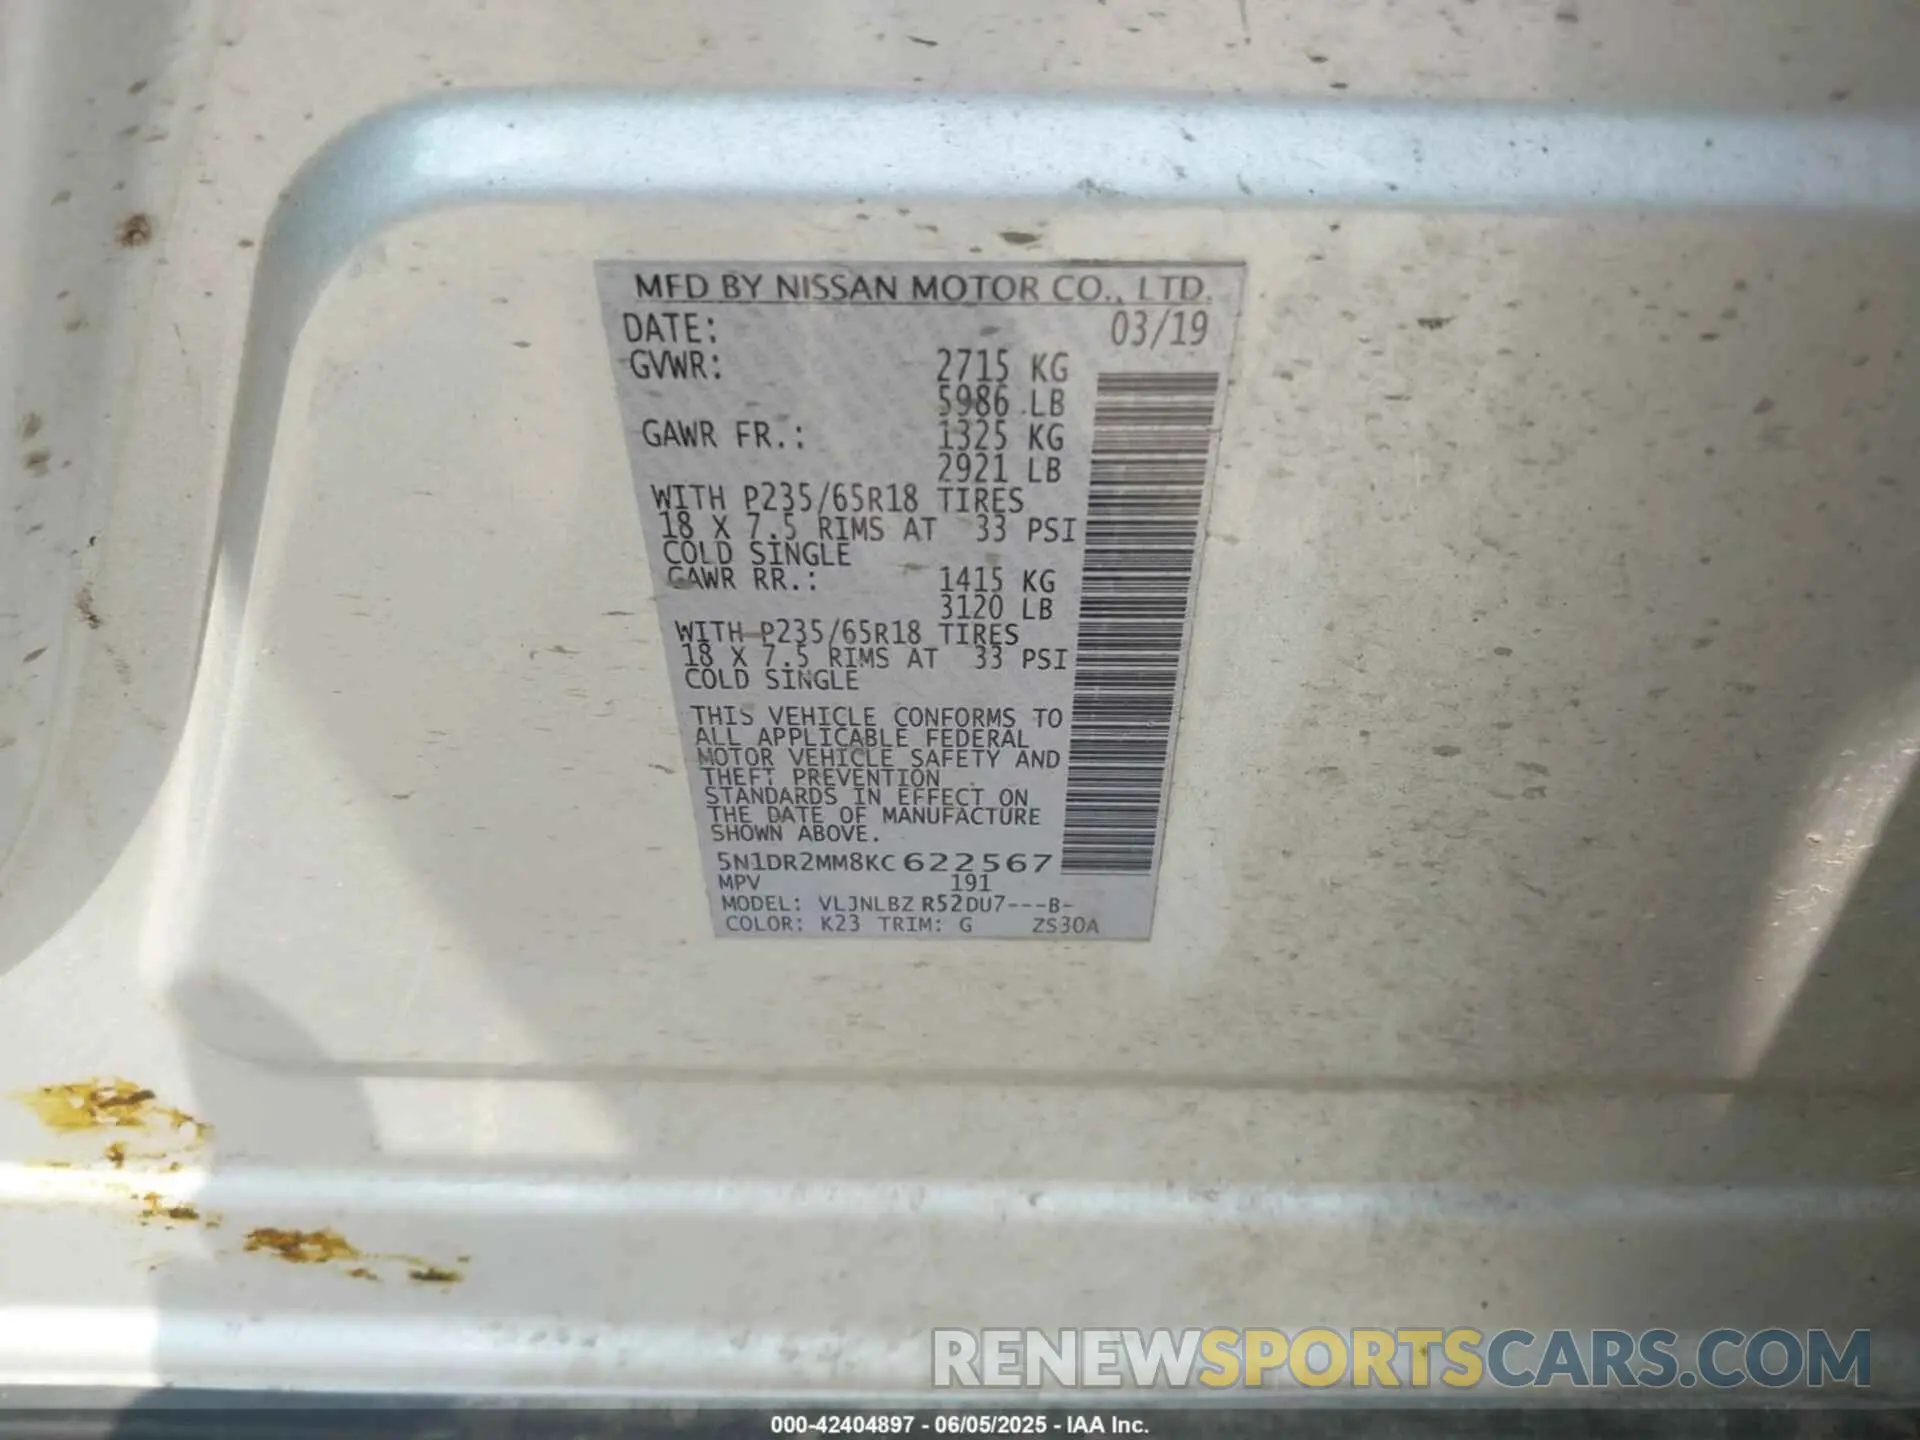 MFD BY NISSAN MOTOR CO., LTD.
DATE: 03/19
GVWR: 2715 KG
5986 LB
GAWR FR.: 1325 KG
2921 LB
WITH P235/65R18 TIRES
18 X 7.5 RIMS AT 33 PSI
COLD SINGLE
GAWR RR.: 1415 KG
3120 LB
WITH P235/65R18 TIRES
18 X 7.5 RIMS AT 33 PSI
COLD SINGLE
THIS VEHICLE CONFORMS TO
ALL APPLICABLE FEDERAL
MOTOR VEHICLE SAFETY AND
THEFT PREVENTION
STANDARDS IN EFFECT ON
THE DATE OF MANUFACTURE
SHOWN ABOVE.
5N1DR2MM8KC622567
MPV 191
MODEL: VLJNLBZ R52DU7---B-
COLOR: K23 TRIM: G ZS30A
RENEWSPORTSCARS.COM
000-42404897 - 06/05/2025 - IAA Inc.